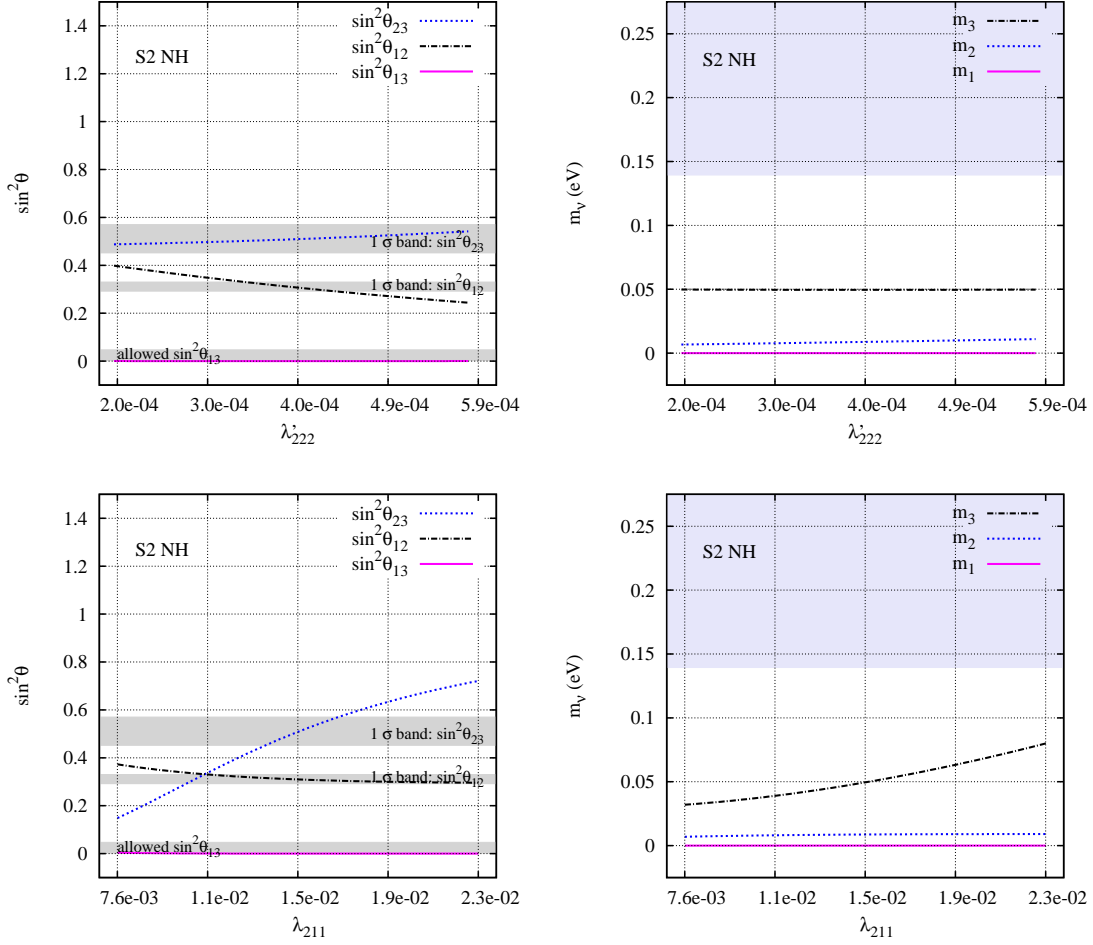 sin²θ₂₃
sin²θ₁₂
sin²θ₁₃
S2 NH
1.4
1.2
1
0.8
0.6
0.4
0.2
0
sin²θ
1 σ band: sin²θ₂₃
1 σ band: sin²θ₁₂
allowed sin²θ₁₃
2.0e-04 3.0e-04 4.0e-04 4.9e-04 5.9e-04
λ'₂₂₂
m₃
m₂
m₁
S2 NH
0.25
0.2
0.15
0.1
0.05
0
m_ν (eV)
2.0e-04 3.0e-04 4.0e-04 4.9e-04 5.9e-04
λ'₂₂₂
sin²θ₂₃
sin²θ₁₂
sin²θ₁₃
S2 NH
1.4
1.2
1
0.8
0.6
0.4
0.2
0
sin²θ
1 σ band: sin²θ₂₃
1 σ band: sin²θ₁₂
allowed sin²θ₁₃
7.6e-03 1.1e-02 1.5e-02 1.9e-02 2.3e-02
λ₂₁₁
m₃
m₂
m₁
S2 NH
0.25
0.2
0.15
0.1
0.05
0
m_ν (eV)
7.6e-03 1.1e-02 1.5e-02 1.9e-02 2.3e-02
λ₂₁₁